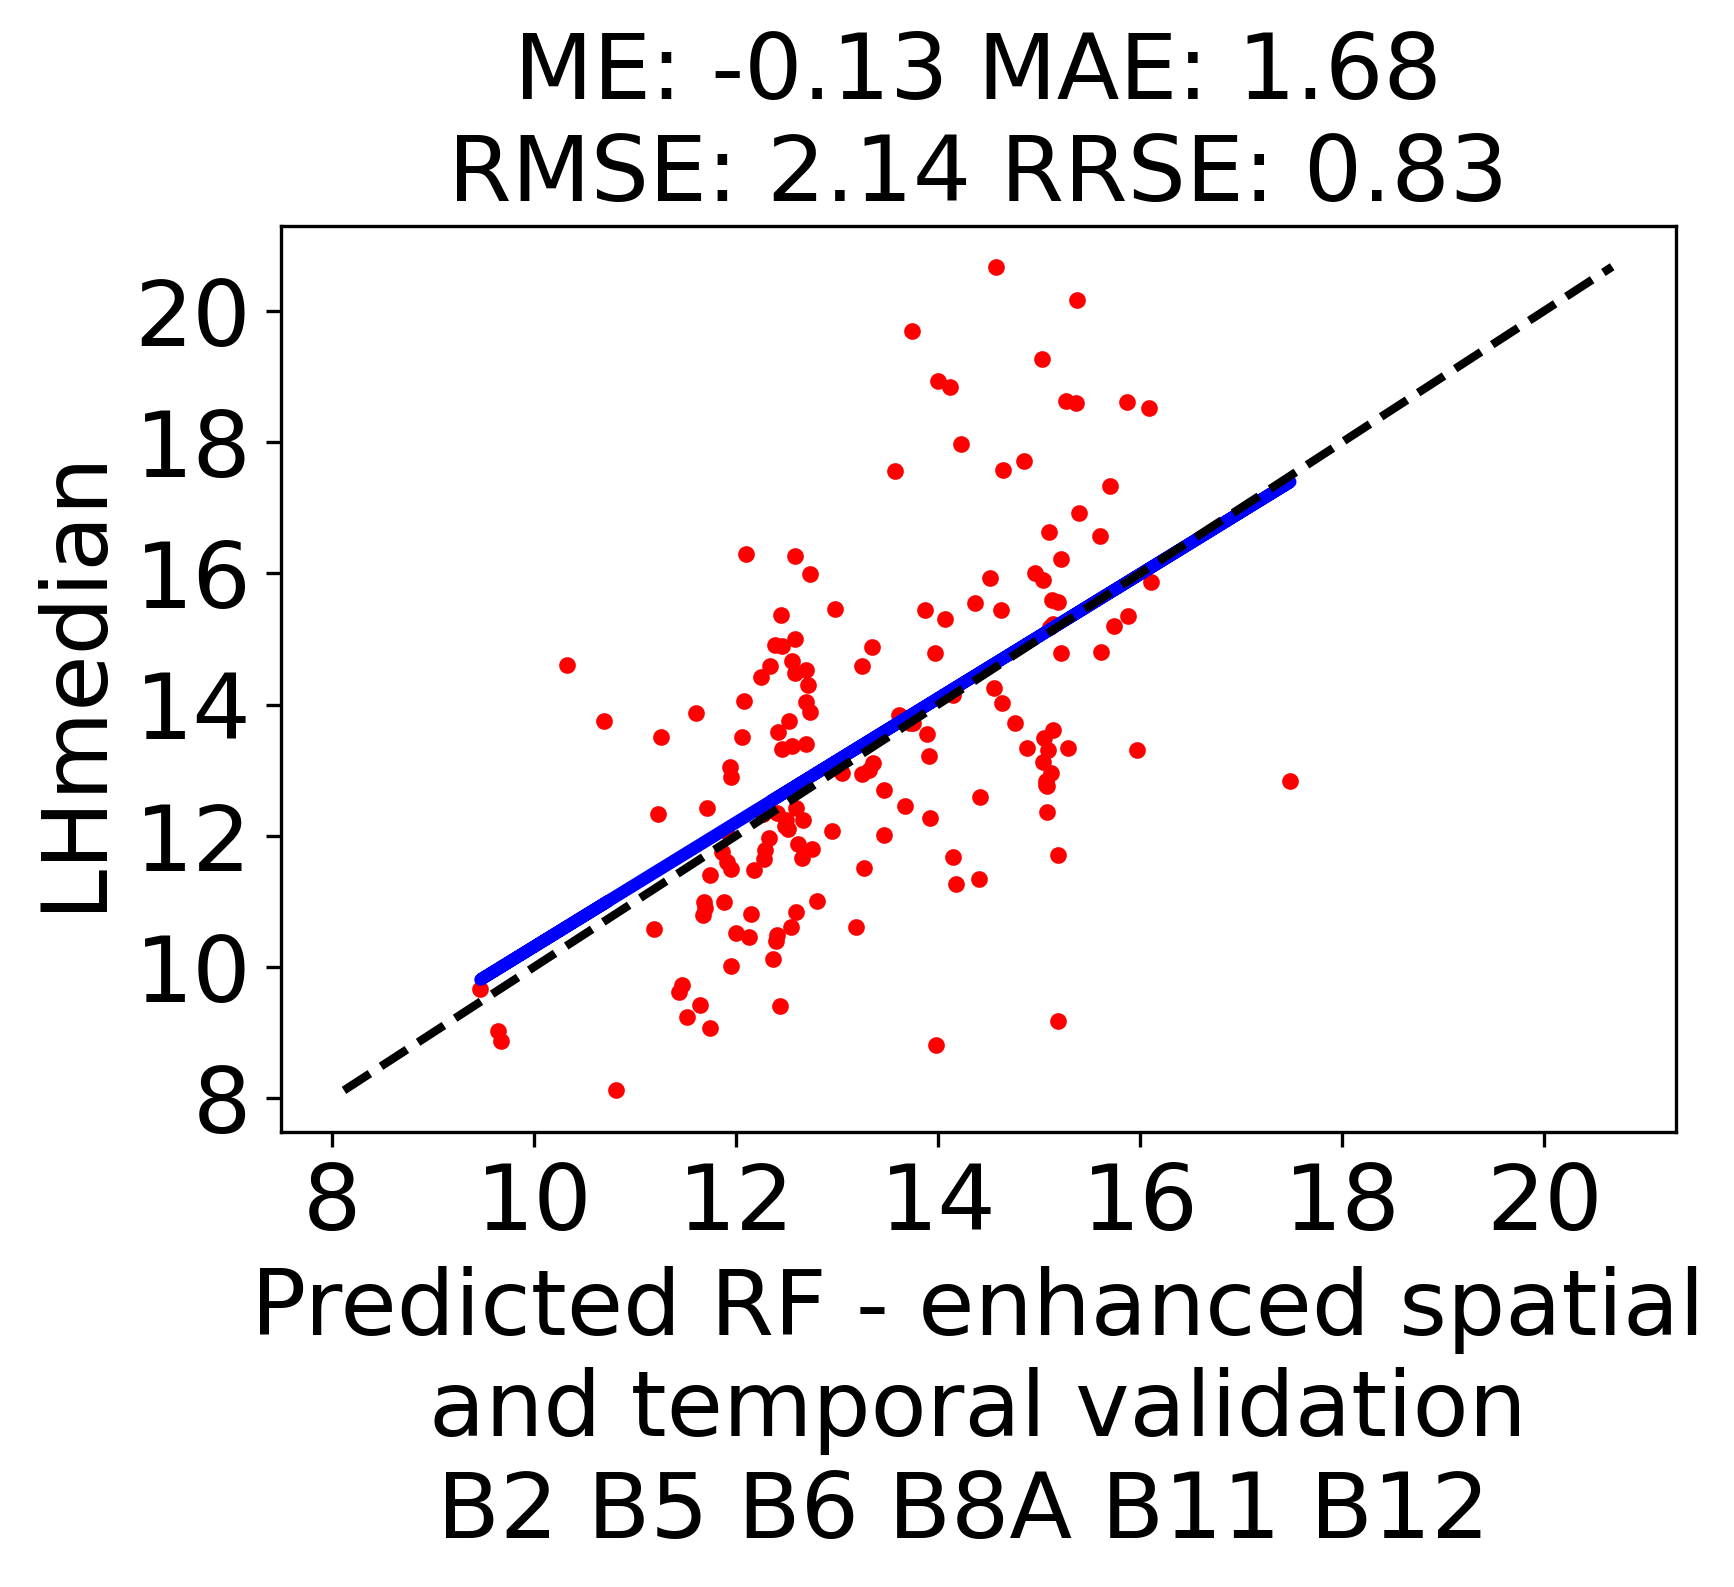 ME: -0.13 MAE: 1.68
RMSE: 2.14 RRSE: 0.83
LHmedian
20
18
16
14
12
10
8
8 10 12 14 16 18 20
Predicted RF - enhanced spatial
and temporal validation
B2 B5 B6 B8A B11 B12